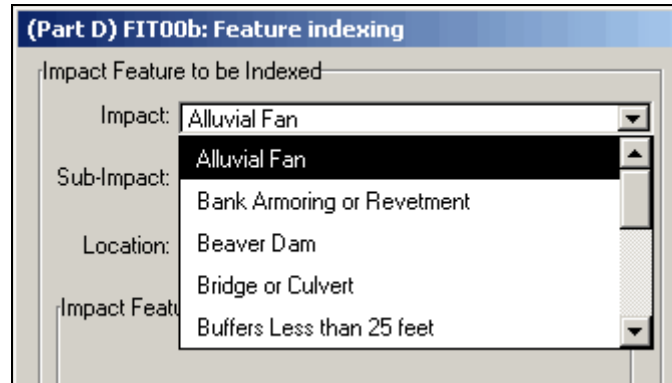 (Part D) FIT00b: Feature indexing
Impact Feature to be Indexed
Impact: Alluvial Fan
Alluvial Fan
Sub-Impact:
Bank Armoring or Revetment
Location: Beaver Dam
Bridge or Culvert
Impact Featu
Buffers Less than 25 feet